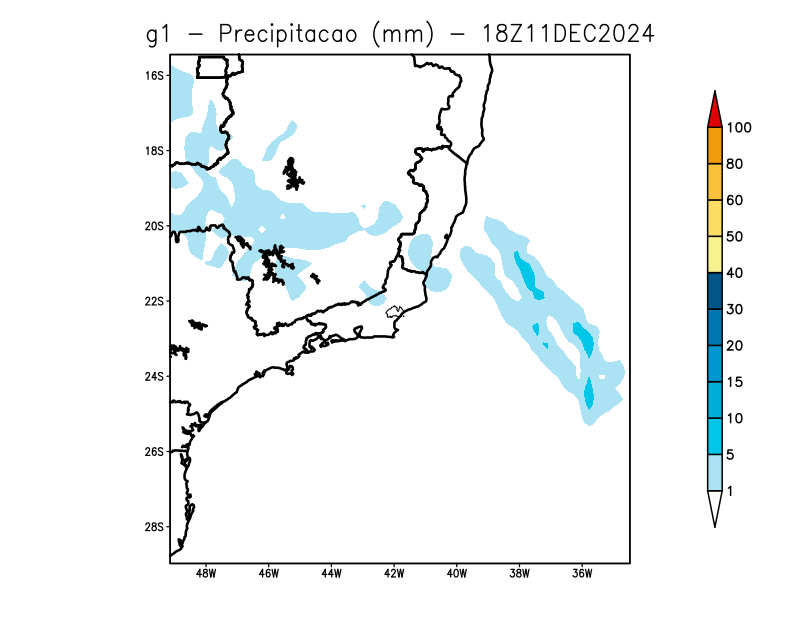 g1 – Precipitacao (mm) – 18Z11DEC2024
16S
18S
20S
22S
24S
26S
28S
48W 46W 44W 42W 40W 38W 36W
100
80
60
50
40
30
20
15
10
5
1